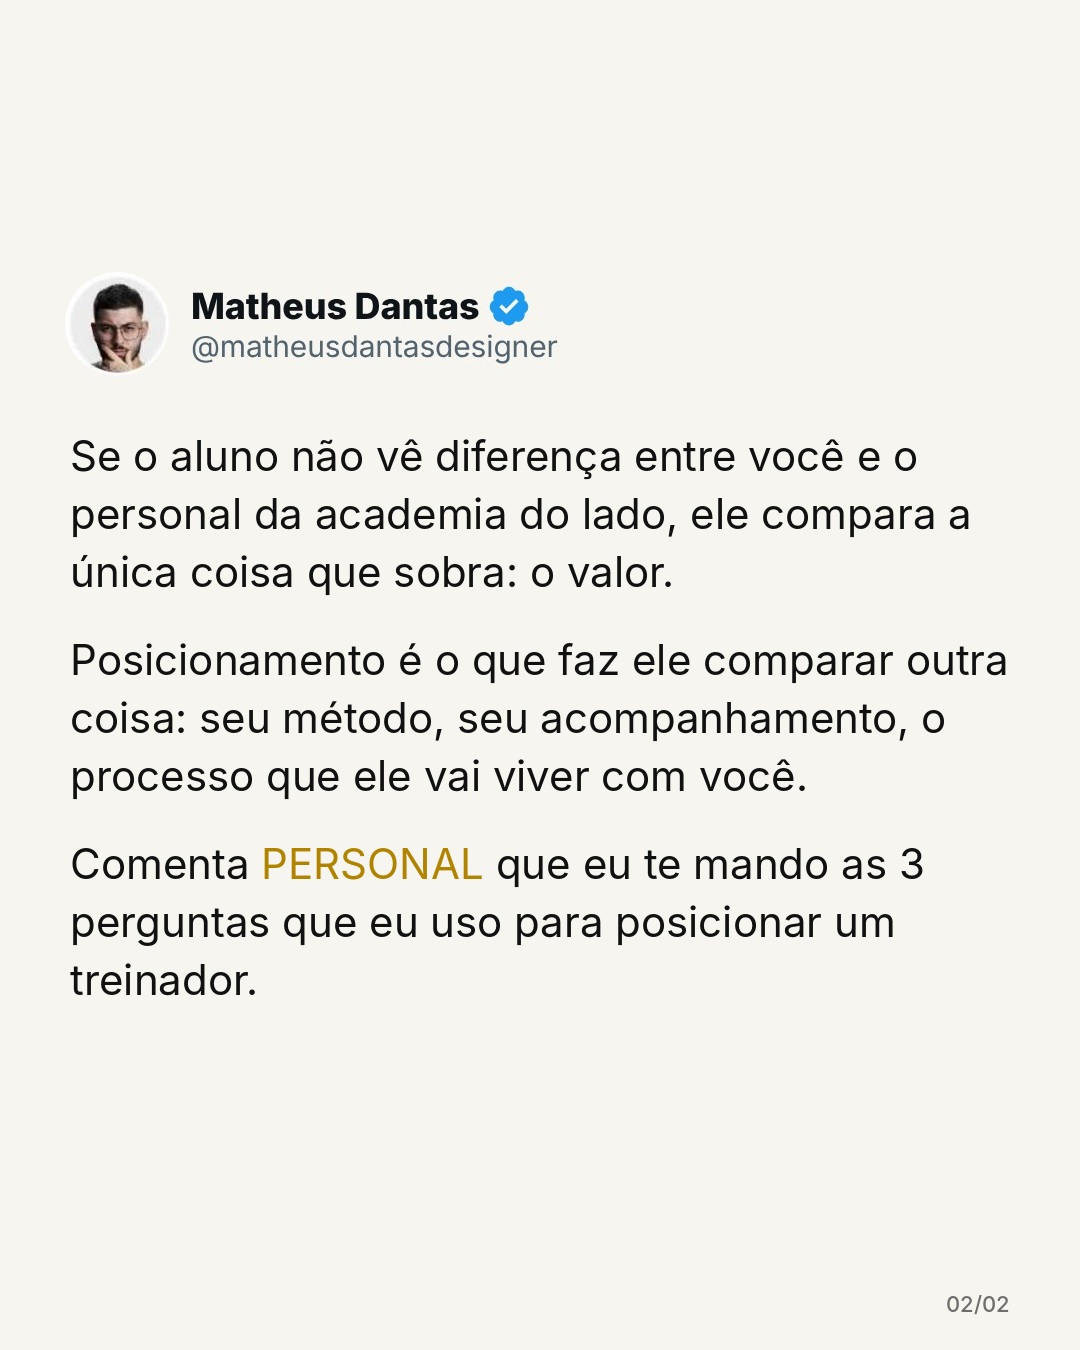 Matheus Dantas
@matheusdantasdesigner
Se o aluno não vê diferença entre você e o
personal da academia do lado, ele compara a
única coisa que sobra: o valor.
Posicionamento é o que faz ele comparar outra
coisa: seu método, seu acompanhamento, o
processo que ele vai viver com você.
Comenta PERSONAL que eu te mando as 3
perguntas que eu uso para posicionar um
treinador.
02/02